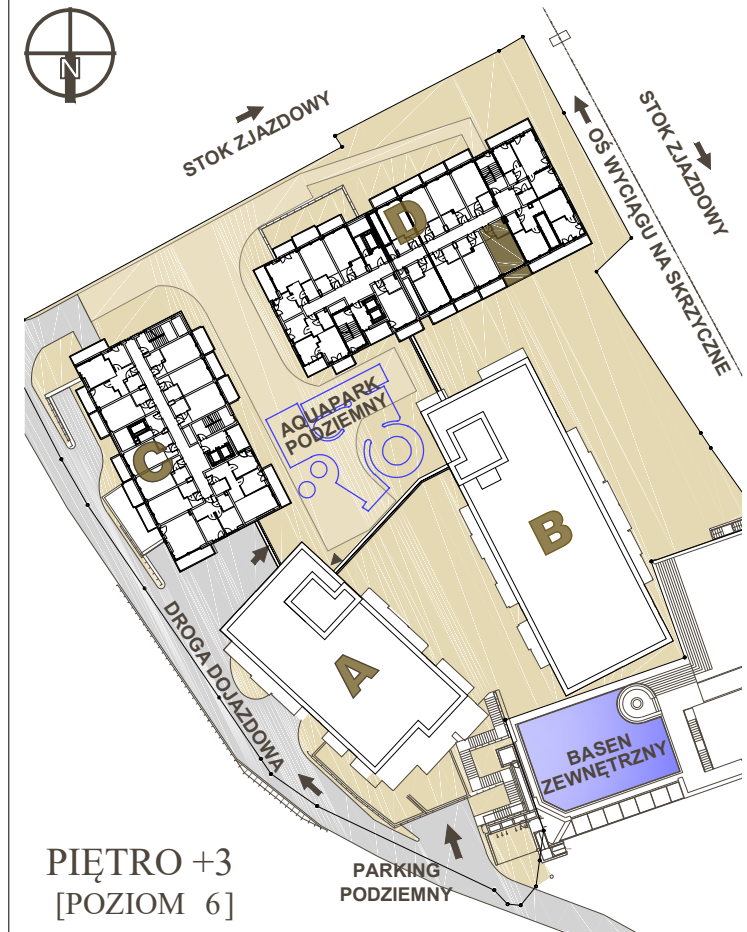 N
STOK ZJAZDOWY
STOK ZJAZDOWY
OŚ WYCIĄGU NA SKRZYCZNE
D
AQUAPARK
PODZIEMNY
C
B
A
DROGA DOJAZDOWA
BASEN
ZEWNĘTRZNY
PARKING
PODZIEMNY
PIĘTRO +3
[POZIOM 6]